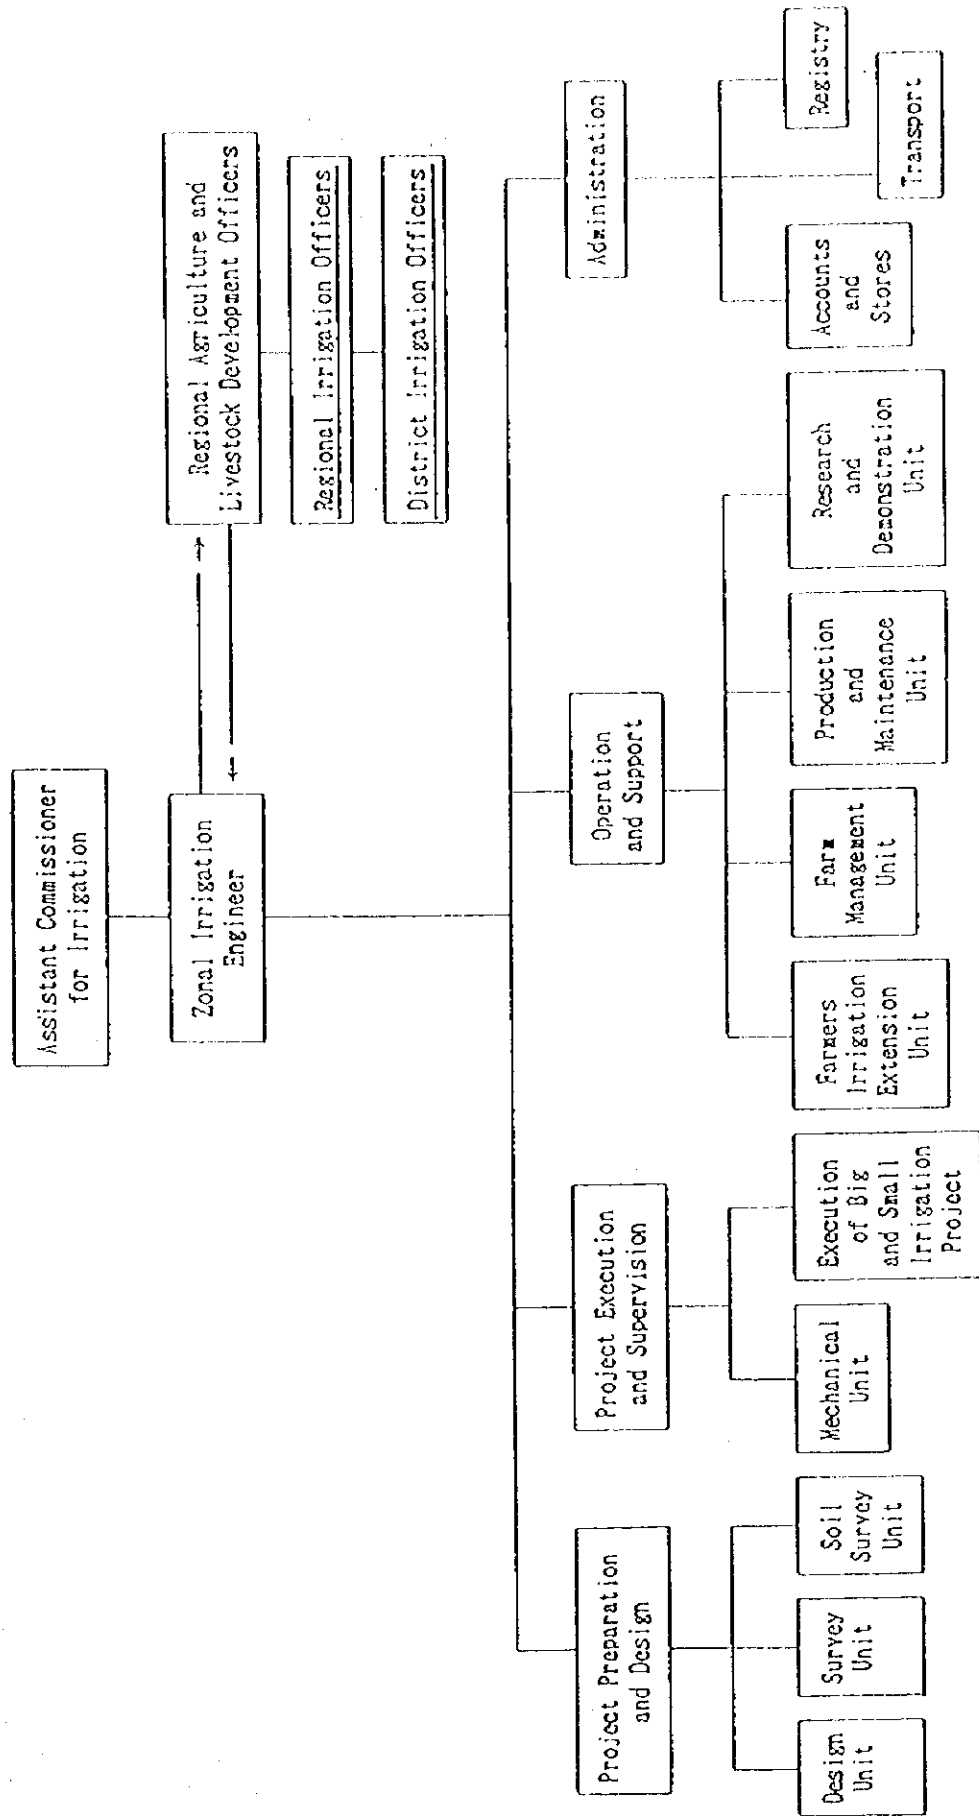 Assistant Commissioner
for Irrigation
Zonal Irrigation
Engineer
Regional Agriculture and
Livestock Development Officers
Regional Irrigation Officers
District Irrigation Officers
Project Preparation
and Design
Project Execution
and Supervision
Operation
and Support
Administration
Design
Unit
Survey
Unit
Soil
Survey
Unit
Mechanical
Unit
Execution
of Big
and Small
Irrigation
Project
Farmers
Irrigation
Extension
Unit
Farm
Management
Unit
Production
and
Maintenance
Unit
Research
and
Demonstration
Unit
Accounts
and
Stores
Transport
Registry